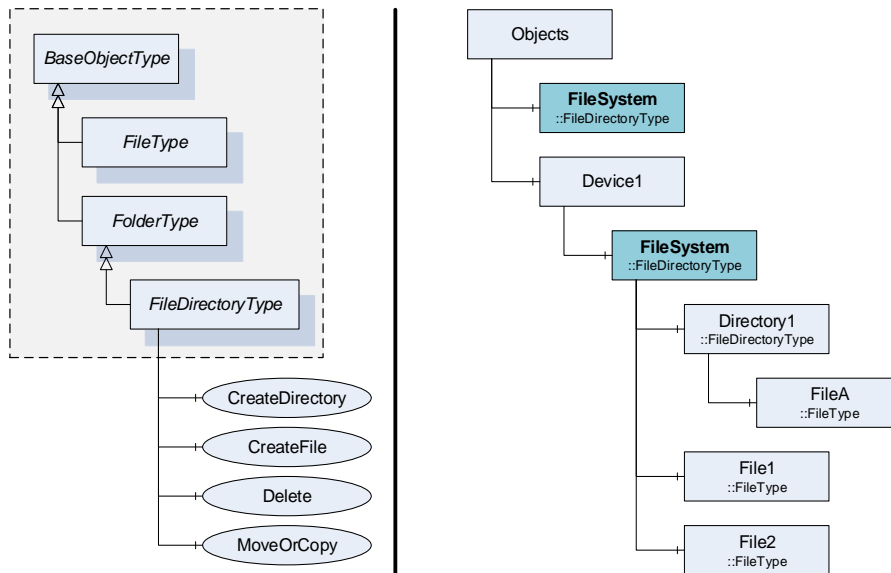 BaseObjectType
FileType
FolderType
FileDirectoryType
CreateDirectory
CreateFile
Delete
MoveOrCopy
Objects
FileSystem
::FileDirectoryType
Device1
FileSystem
::FileDirectoryType
Directory1
::FileDirectoryType
FileA
::FileType
File1
::FileType
File2
::FileType